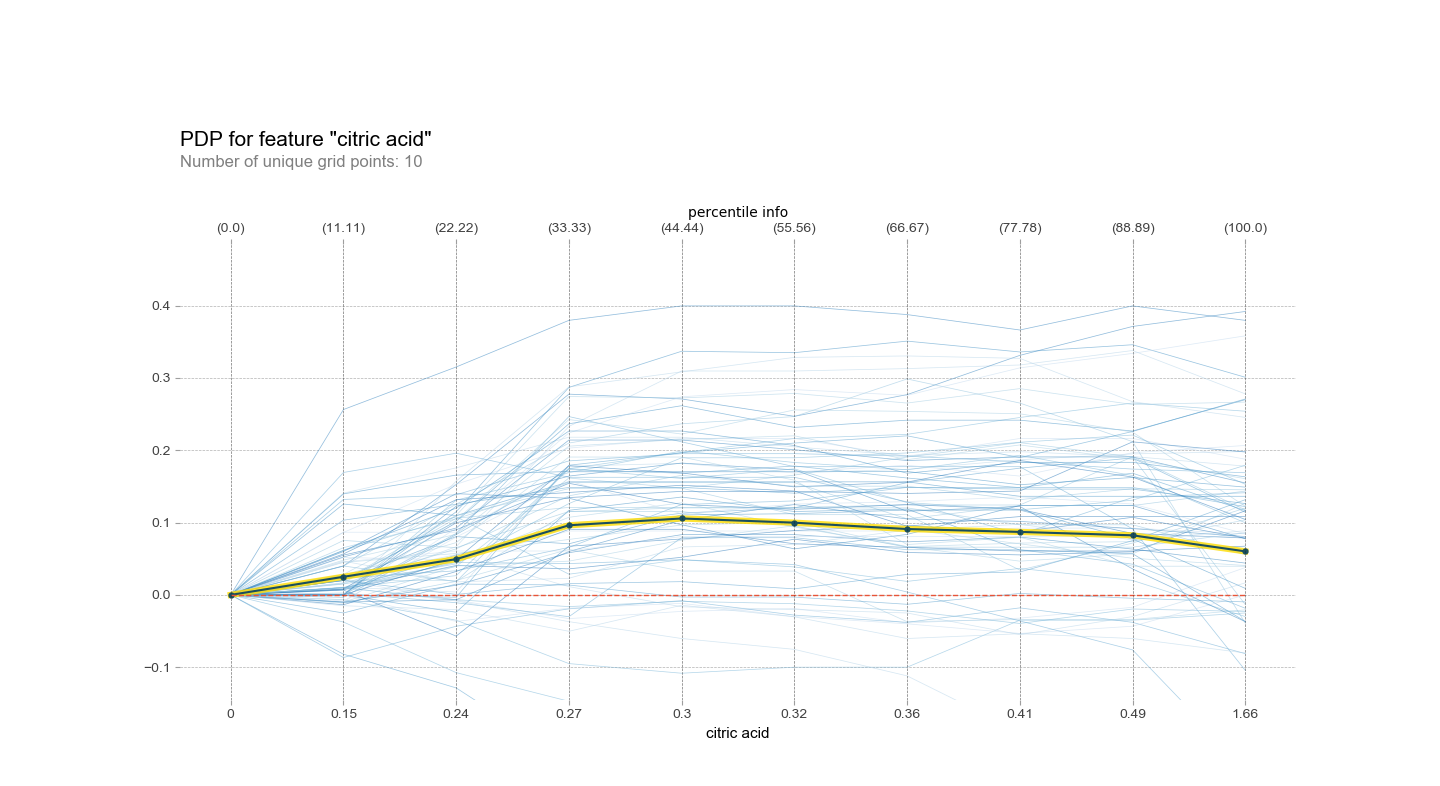 PDP for feature "citric acid"
Number of unique grid points: 10
percentile info
(0.0) (11.11) (22.22) (33.33) (44.44) (55.56) (66.67) (77.78) (88.89) (100.0)
0.4
0.3
0.2
0.1
0.0
−0.1
0 0.15 0.24 0.27 0.3 0.32 0.36 0.41 0.49 1.66
citric acid